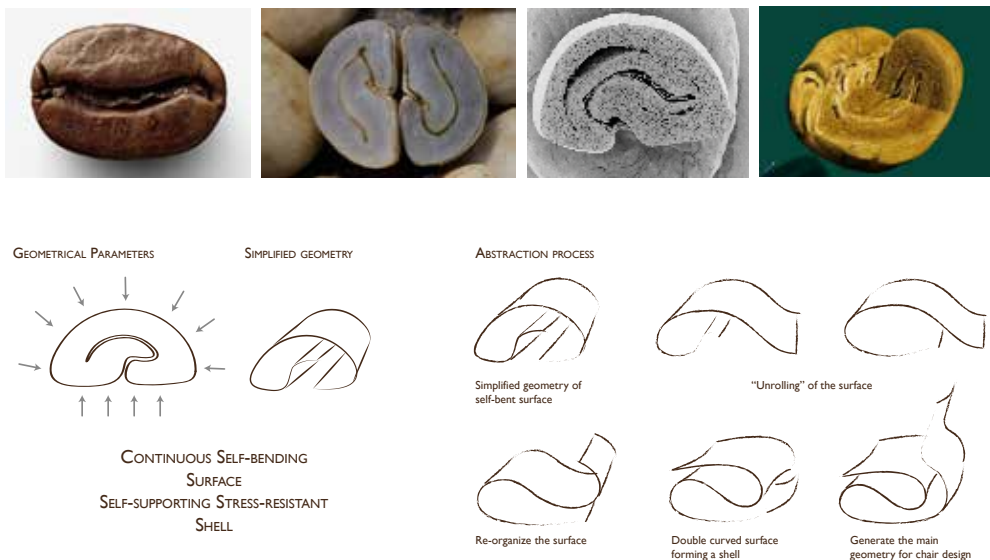 Geometrical Parameters
Simplified geometry
Abstraction process
Simplified geometry of
self-bent surface
“Unrolling” of the surface
Continuous Self-bending
Surface
Self-supporting Stress-resistant
Shell
Re-organize the surface
Double curved surface
forming a shell
Generate the main
geometry for chair design